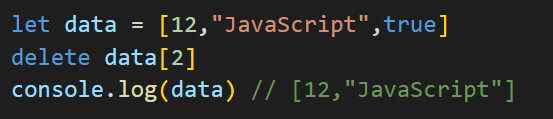 let data = [12,"JavaScript",true]
delete data[2]
console.log(data) // [12,"JavaScript"]